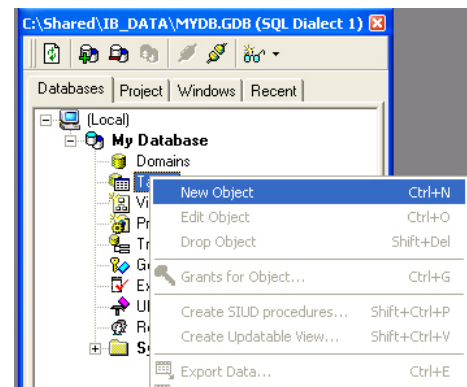 C:\Shared\IB_DATA\MYDB.GDB (SQL Dialect 1)
Databases Project Windows Recent
(Local)
My Database
Domains
New Object Ctrl+N
Edit Object Ctrl+O
Drop Object Shift+Del
Grants for Object... Ctrl+G
Create SIUD procedures... Shift+Ctrl+P
Create Updatable View... Shift+Ctrl+V
Export Data... Ctrl+E